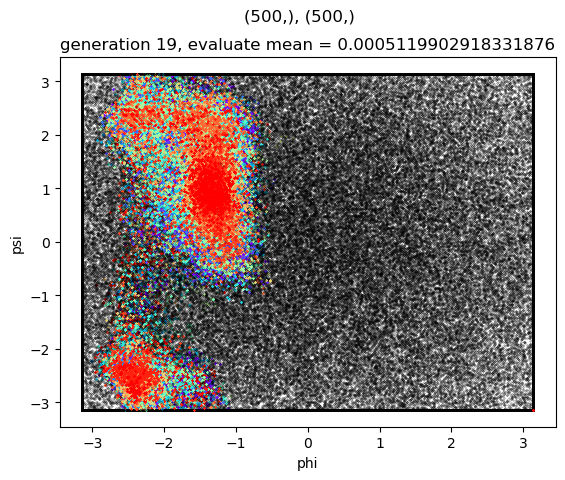 (500,), (500,)
generation 19, evaluate mean = 0.0005119902918331876
3
2
1
0
−1
−2
−3
psi
−3 −2 −1 0 1 2 3
phi